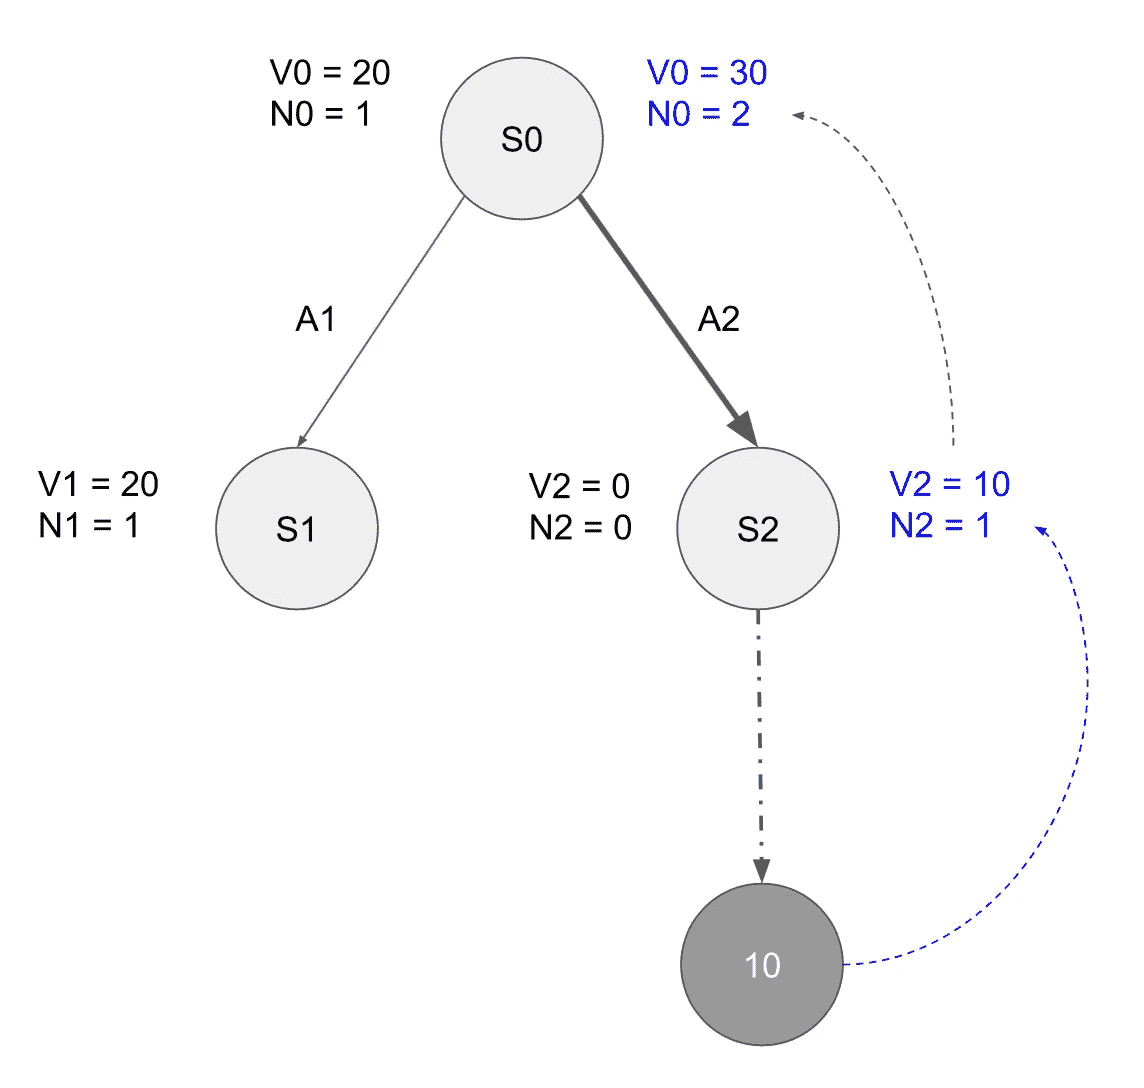 V0 = 20
N0 = 1
S0
V0 = 30
N0 = 2
A1
A2
V1 = 20
N1 = 1
S1
V2 = 0
N2 = 0
S2
V2 = 10
N2 = 1
10